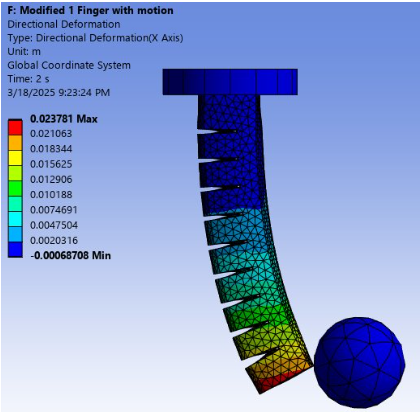 F: Modified 1 Finger with motion
Directional Deformation
Type: Directional Deformation(X Axis)
Unit: m
Global Coordinate System
Time: 2 s
3/18/2025 9:23:24 PM
0.023781 Max
0.021063
0.018344
0.015625
0.012906
0.010188
0.0074691
0.0047504
0.0020316
-0.00068708 Min